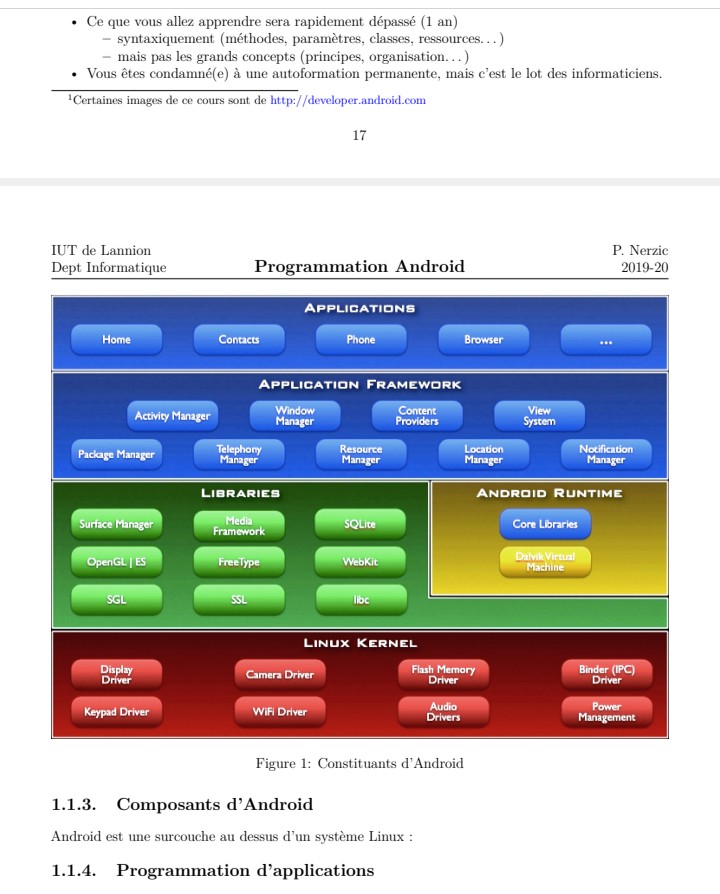 • Ce que vous allez apprendre sera rapidement dépassé (1 an)
– syntaxiquement (méthodes, paramètres, classes, ressources...)
– mais pas les grands concepts (principes, organisation...)
• Vous êtes condamné(e) à une autoformation permanente, mais c'est le lot des informaticiens.
¹Certaines images de ce cours sont de http://developer.android.com
17
IUT de Lannion
Dept Informatique
Programmation Android
P. Nerzic
2019-20
APPLICATIONS
Home
Contacts
Phone
Browser
...
APPLICATION FRAMEWORK
Activity Manager
Window
Manager
Content
Providers
View
System
Package Manager
Telephony
Manager
Resource
Manager
Location
Manager
Notification
Manager
LIBRARIES
Surface Manager
Media
Framework
SQLite
OpenGL | ES
FreeType
WebKit
SGL
SSL
libc
ANDROID RUNTIME
Core Libraries
Dalvik Virtual
Machine
LINUX KERNEL
Display
Driver
Camera Driver
Flash Memory
Driver
Binder (IPC)
Driver
Keypad Driver
WiFi Driver
Audio
Drivers
Power
Management
Figure 1: Constituants d'Android
1.1.3. Composants d'Android
Android est une surcouche au dessus d'un système Linux :
1.1.4. Programmation d'applications